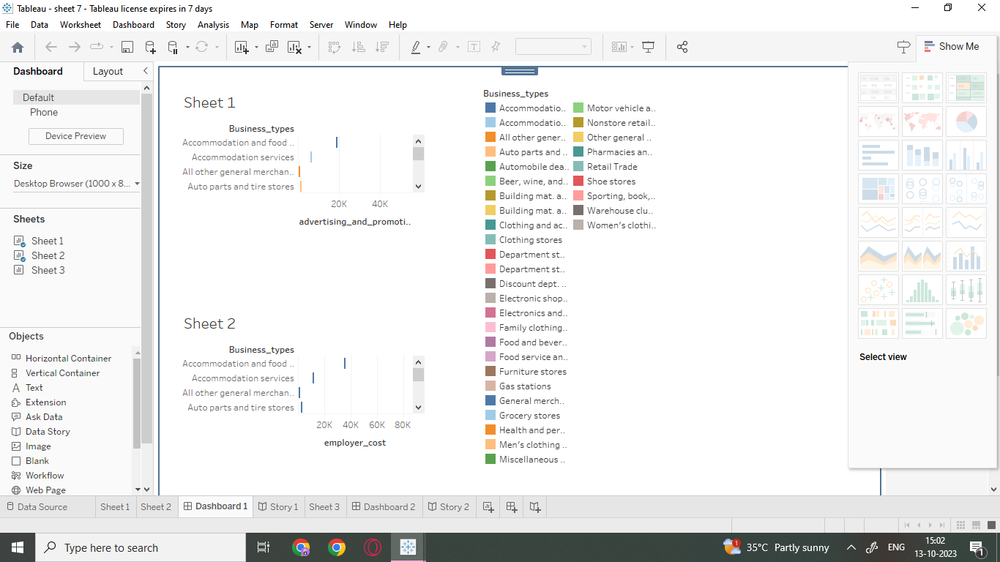 Tableau - sheet 7 - Tableau license expires in 7 days
File Data Worksheet Dashboard Story Analysis Map Format Server Window Help
Show Me
Dashboard Layout
Default
Phone
Device Preview
Size
Desktop Browser (1000 x 8...
Sheets
Sheet 1
Sheet 2
Sheet 3
Objects
Horizontal Container
Vertical Container
Text
Extension
Ask Data
Data Story
Image
Blank
Workflow
Web Page
Sheet 1
Business_types
Accommodation and food ..
Accommodation services
All other general merchan..
Auto parts and tire stores
20K 40K
advertising_and_promoti..
Sheet 2
Business_types
Accommodation and food ..
Accommodation services
All other general merchan..
Auto parts and tire stores
20K 40K 60K 80K
employer_cost
Business_types
Accommodatio..
Accommodatio..
All other gener..
Auto parts and ..
Automobile dea..
Beer, wine, and..
Building mat. a..
Building mat. a..
Clothing and ac..
Clothing stores
Department st..
Department st..
Discount dept. ..
Electronic shop..
Electronics and..
Family clothing..
Food and bever..
Food service an..
Furniture stores
Gas stations
General merch..
Grocery stores
Health and per..
Men's clothing ..
Miscellaneous ..
Motor vehicle a..
Nonstore retail..
Other general ..
Pharmacies an..
Retail Trade
Shoe stores
Sporting, book,..
Warehouse clu..
Women's clothi..
Select view
Data Source Sheet 1 Sheet 2 Dashboard 1 Story 1 Sheet 3 Dashboard 2 Story 2
Type here to search
1
35°C Partly sunny
ENG
15:02
13-10-2023
1